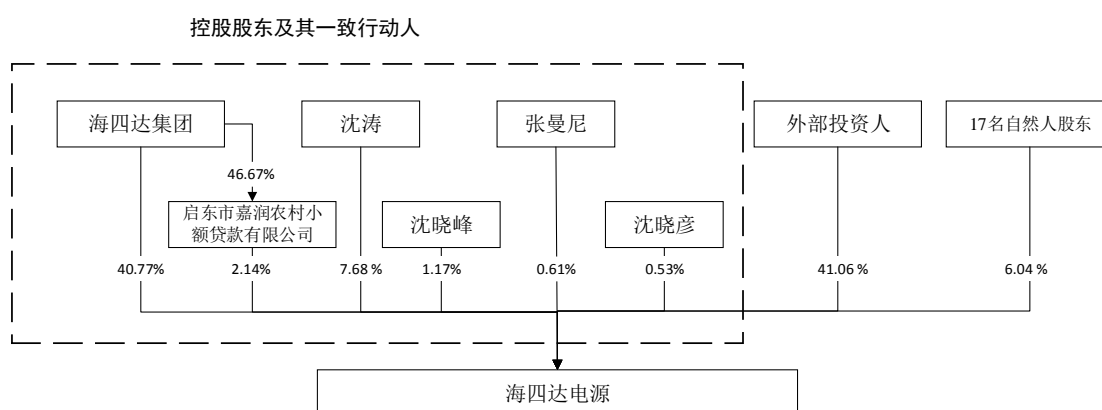 控股股东及其一致行动人
海四达集团
沈涛
张曼尼
外部投资人
17名自然人股东
46.67%
启东市嘉润农村小
额贷款有限公司
沈晓峰
沈晓彦
40.77%
2.14%
7.68 %
1.17%
0.61%
0.53%
41.06 %
6.04 %
海四达电源